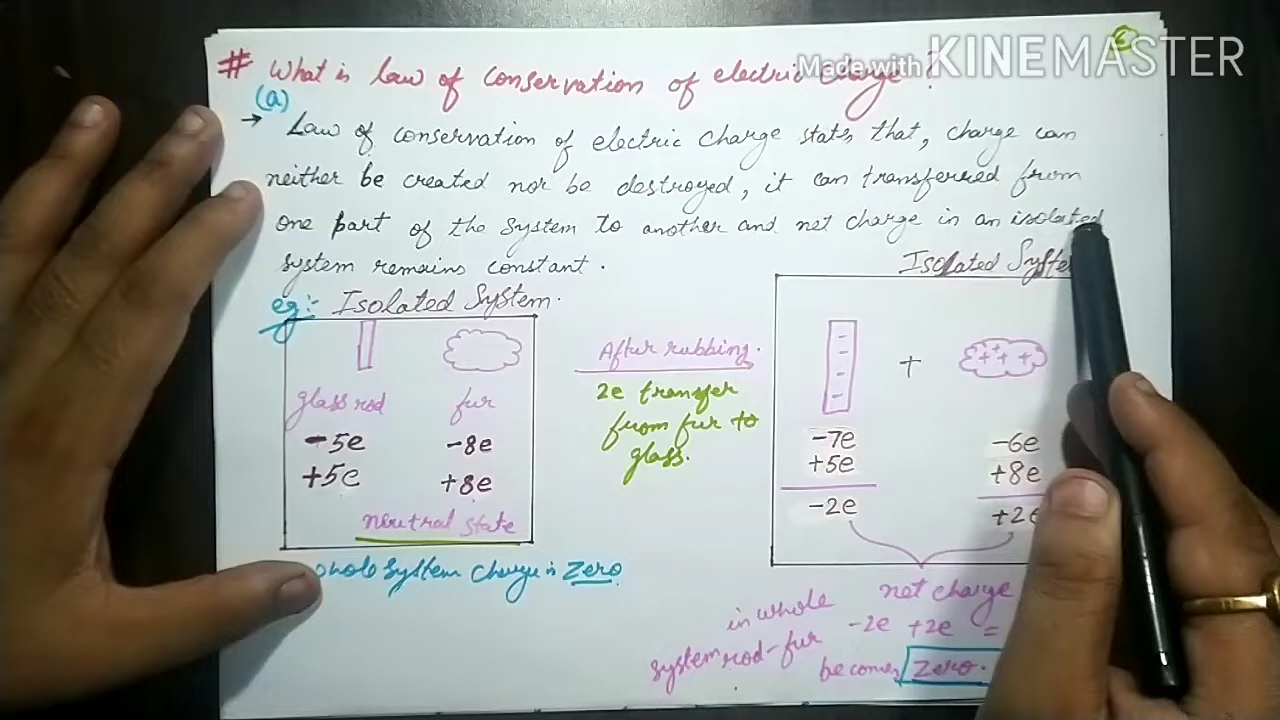 6
Made with KINEMASTER
# What is law of conservation of electric charge ?
(a)
→ Law of conservation of electric charge states that, charge can
neither be created nor be destroyed, it can transferred from
one part of the system to another and net charge in an isolated
system remains constant.
eg:- Isolated System.
glass rod fur
-5e -8e
+5e +8e
neutral state
whole system charge is zero
After rubbing.
2e transfer
from fur to
glass.
Isolated Syste
- - - -
+
+ + + +
-7e -6e
+5e +8e
-2e +2e
net charge
in whole
system rod-fur
-2e +2e =
becomes zero.